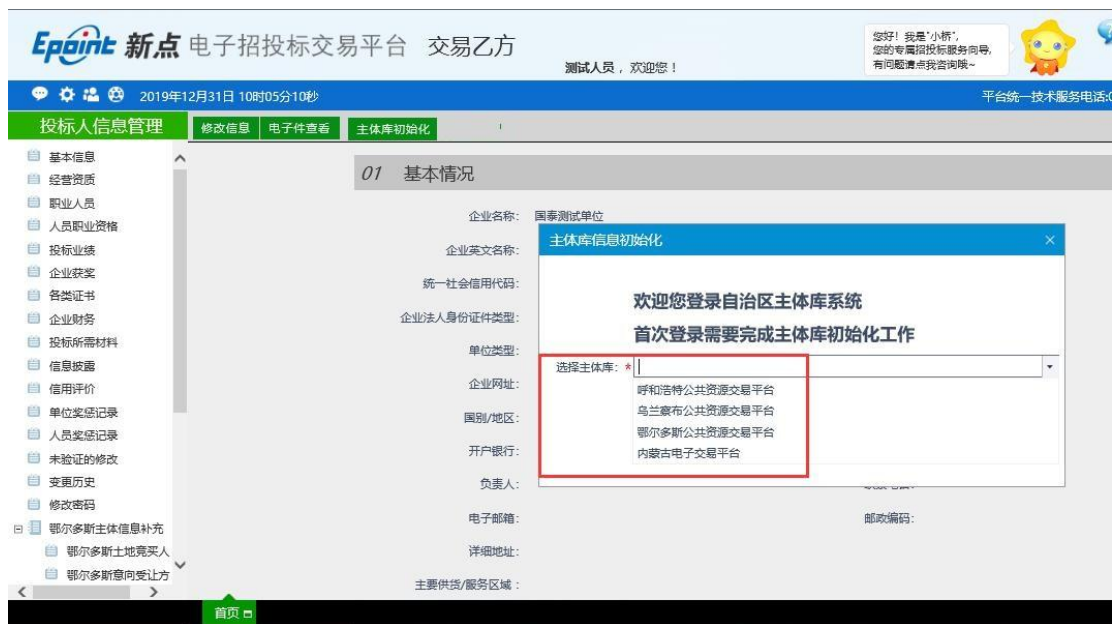 Epoint 新点 电子招投标交易平台 交易乙方
您好！我是“小桥”,
您的专属招投标服务向导,
有问题请点我咨询哦~
测试人员，欢迎您！
2019年12月31日 10时05分10秒
平台统一技术服务电话:
投标人信息管理
修改信息 电子件查看 主体库初始化
基本信息
经营资质
职业人员
人员职业资格
投标业绩
企业获奖
各类证书
企业财务
投标所需材料
信息披露
信用评价
单位奖惩记录
人员奖惩记录
未验证的修改
变更历史
修改密码
鄂尔多斯主体信息补充
鄂尔多斯土地竞买人
鄂尔多斯意向受让方
01 基本情况
企业名称: 国泰测试单位
企业英文名称:
统一社会信用代码:
企业法人身份证件类型:
单位类型:
企业网址:
国别/地区:
开户银行:
负责人:
电子邮箱:
邮政编码:
详细地址:
主要供货/服务区域:
主体库信息初始化
欢迎您登录自治区主体库系统
首次登录需要完成主体库初始化工作
选择主体库: *
呼和浩特公共资源交易平台
乌兰察布公共资源交易平台
鄂尔多斯公共资源交易平台
内蒙古电子交易平台
首页